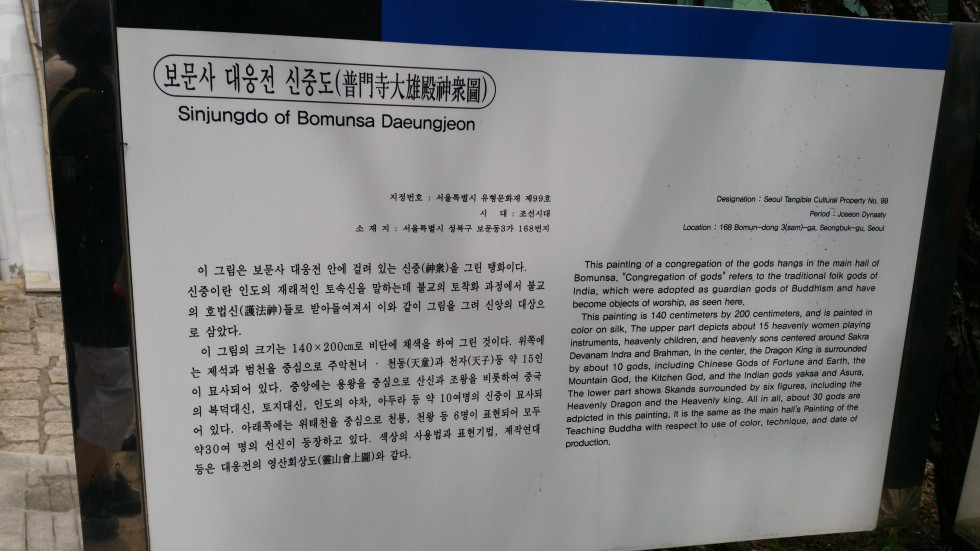 보문사 대웅전 신중도(普門寺大雄殿神衆圖)
Sinjungdo of Bomunsa Daeungjeon
지정번호 : 서울특별시 유형문화재 제99호
시 대 : 조선시대
소 재 지 : 서울특별시 성북구 보문동3가 168번지
이 그림은 보문사 대웅전 안에 걸려 있는 신중(神衆)을 그린 탱화이다.
신중이란 인도의 재래적인 토속신을 말하는데 불교의 토착화 과정에서 불교
의 호법신(護法神)들로 받아들여져서 이와 같이 그림을 그려 신앙의 대상으
로 삼았다.
이 그림의 크기는 140×200㎝로 비단에 채색을 하여 그린 것이다. 위쪽에
는 제석과 범천을 중심으로 주악천녀 · 천동(天童)과 천자(天子)등 약 15인
이 묘사되어 있다. 중앙에는 용왕을 중심으로 산신과 조왕을 비롯하여 중국
의 복덕대신, 토지대신, 인도의 야차, 아두라 등 약 10여명의 신중이 묘사되
어 있다. 아래쪽에는 위태천을 중심으로 천룡, 천왕 등 6명이 표현되어 모두
약30여 명의 선신이 등장하고 있다. 색상의 사용법과 표현기법, 제작연대
등은 대웅전의 영산회상도(靈山會上圖)와 같다.
Designation : Seoul Tangible Cultural Property No. 99
Period : Joseon Dynasty
Location : 168 Bomun-dong 3(sam)-ga, Seongbuk-gu, Seoul
This painting of a congregation of the gods hangs in the main hall of
Bomunsa. "Congregation of gods" refers to the traditional folk gods of
India, which were adopted as guardian gods of Buddhism and have
become objects of worship, as seen here.
This painting is 140 centimeters by 200 centimeters, and is painted in
color on silk. The upper part depicts about 15 heavenly women playing
instruments, heavenly children, and heavenly sons centered around Sakra
Devanam Indra and Brahman, In the center, the Dragon King is surrounded
by about 10 gods, including Chinese Gods of Fortune and Earth, the
Mountain God, the Kitchen God, and the Indian gods yaksa and Asura,
The lower part shows Skands surrounded by six figures, including the
Heavenly Dragon and the Heavenly king. All in all, about 30 gods are
adpicted in this painting, it is the same as the main hall's Painting of the
Teaching Buddha with respect to use of color, technique, and date of
production.